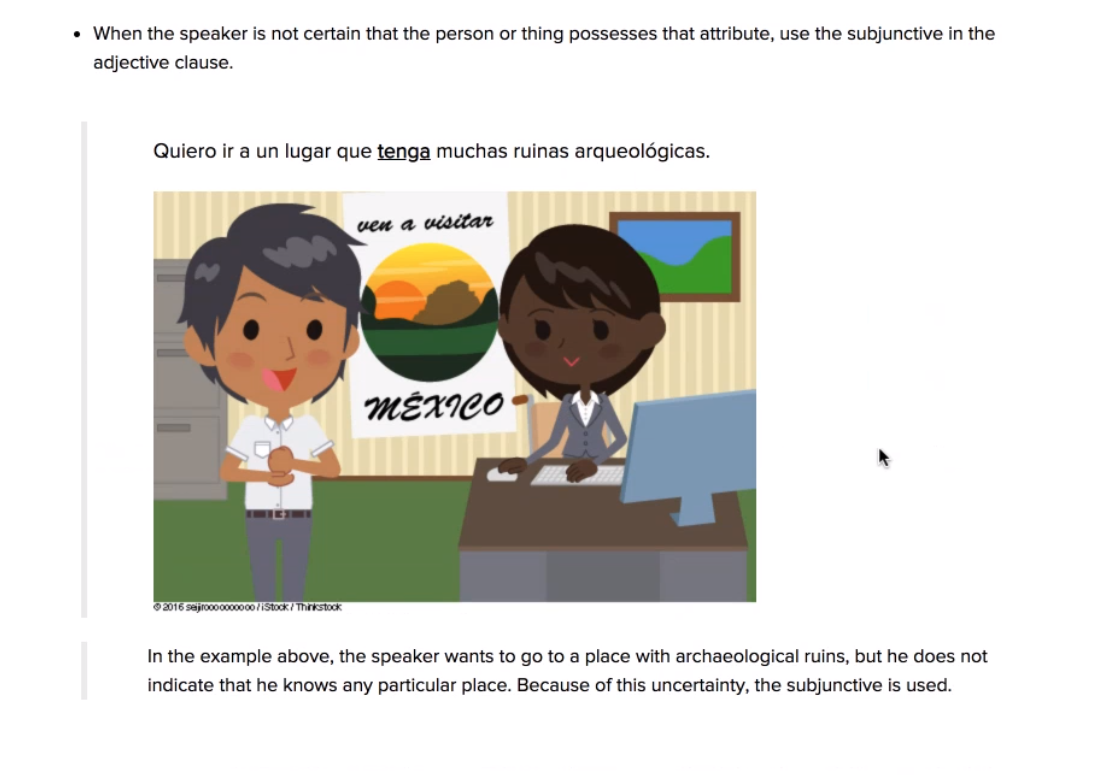 • When the speaker is not certain that the person or thing possesses that attribute, use the subjunctive in the
adjective clause.
Quiero ir a un lugar que tenga muchas ruinas arqueológicas.
ven a visitar
MÉXICO
© 2016 seijiroooooooooo / iStock / Thinkstock
In the example above, the speaker wants to go to a place with archaeological ruins, but he does not
indicate that he knows any particular place. Because of this uncertainty, the subjunctive is used.